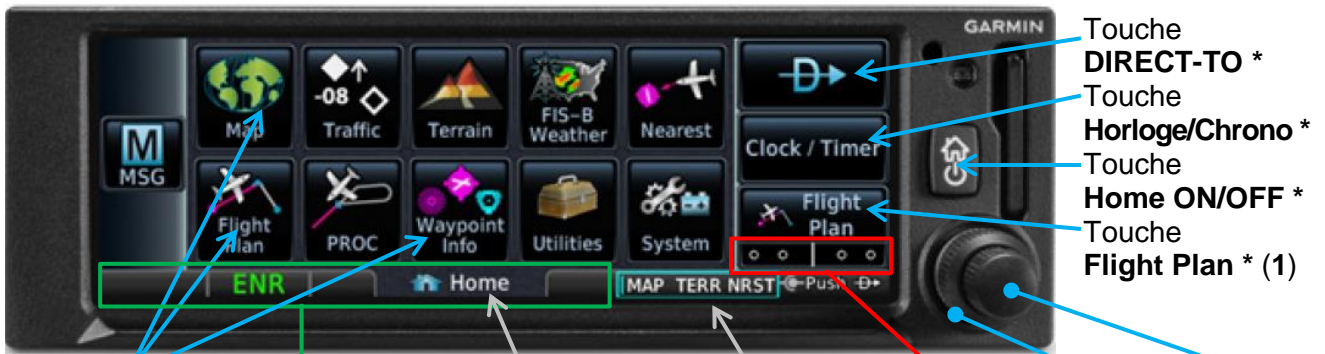 GARMIN
Map
Traffic
-08
Terrain
FIS-B
Weather
Nearest
M
MSG
Flight
Plan
PROC
Waypoint
Info
Utilities
System
D
Clock / Timer
Flight
Plan
ENR
Home
MAP TERR NRST
Push D
Touche
DIRECT-TO *
Touche
Horloge/Chrono *
Touche
Home ON/OFF *
Touche
Flight Plan * (1)